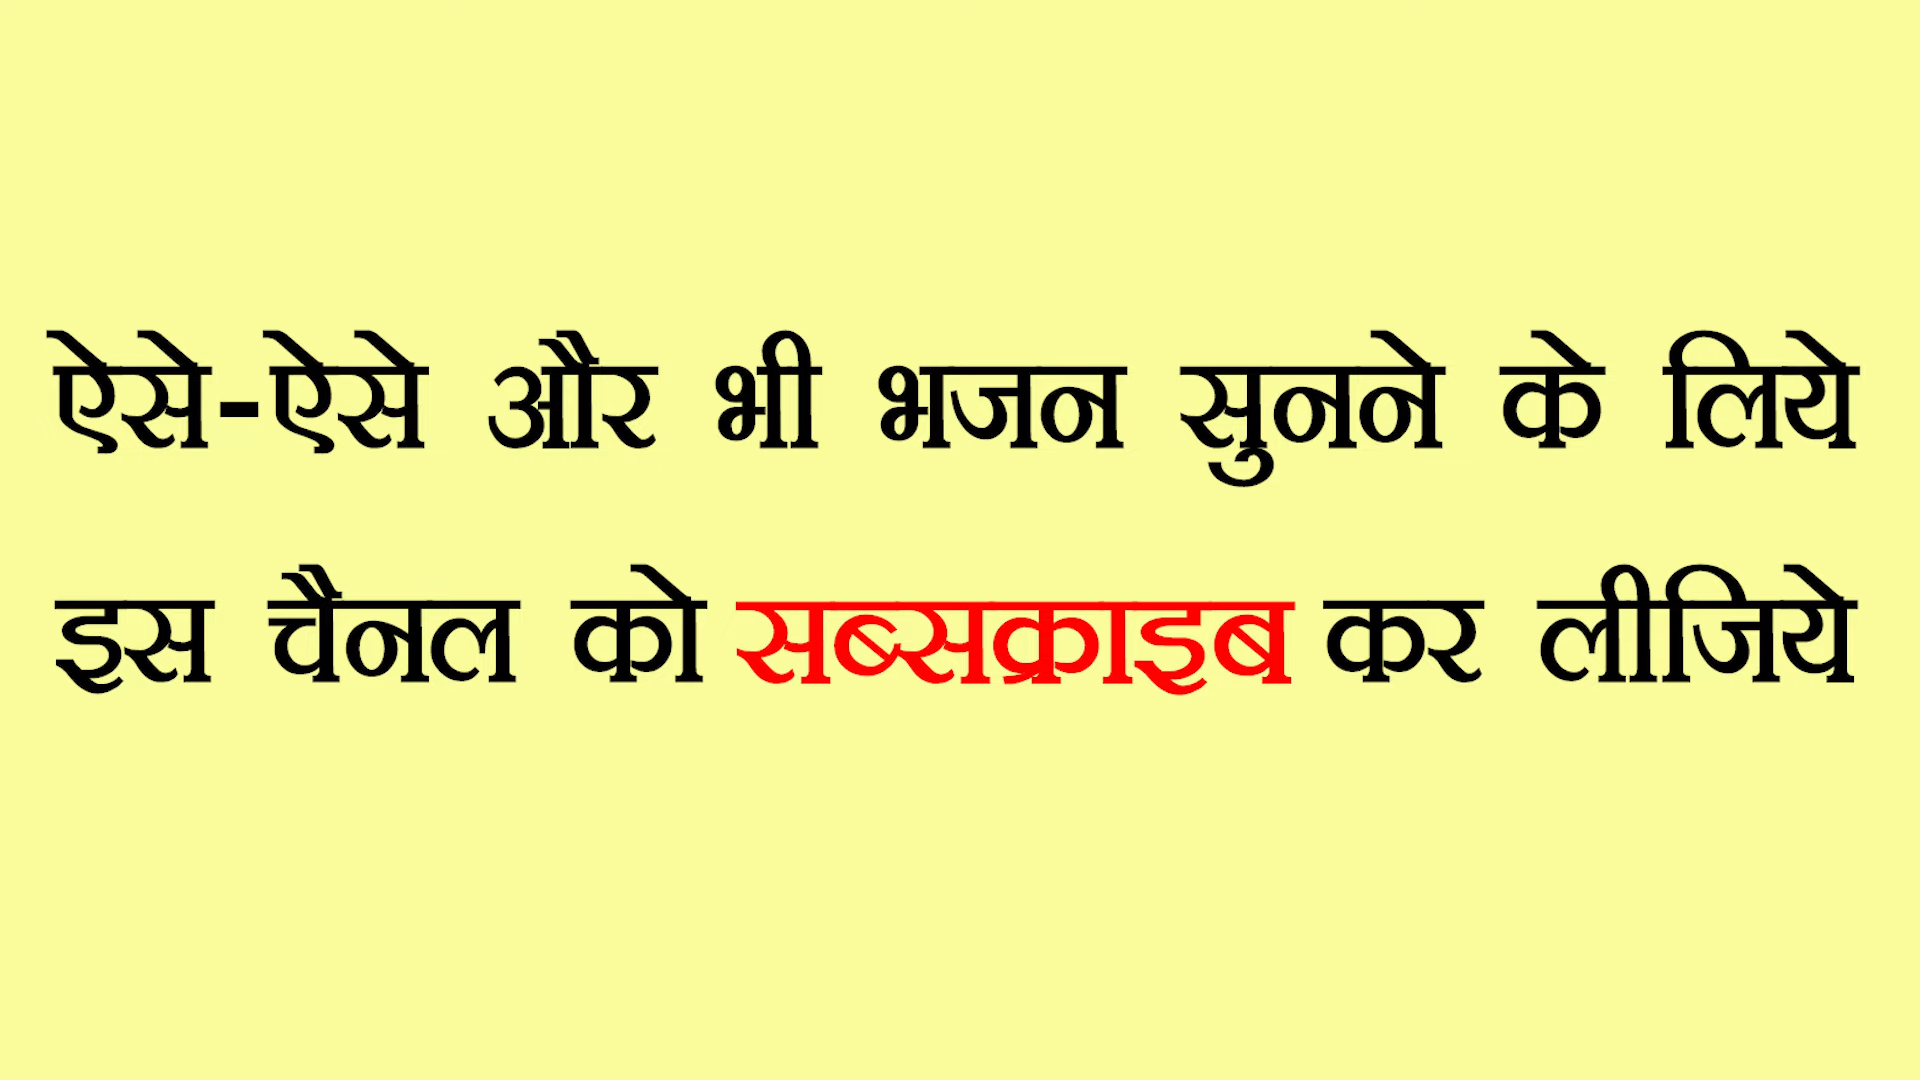 ऐसे-ऐसे और भी भजन सुनने के लिये
इस चैनल को सब्सक्राइब कर लीजिये